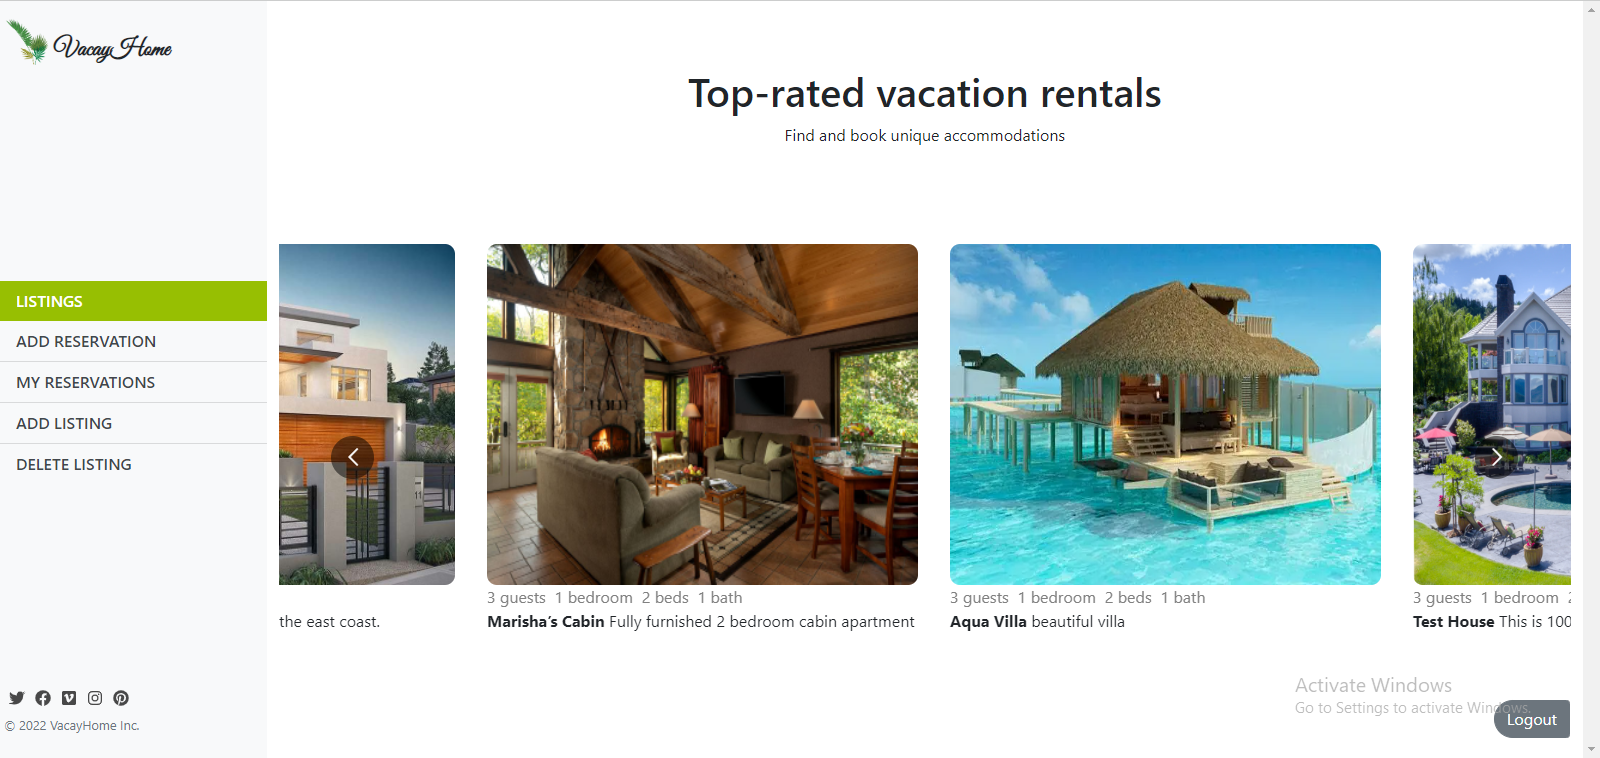 VacayHome
Top-rated vacation rentals
Find and book unique accommodations
LISTINGS
ADD RESERVATION
MY RESERVATIONS
ADD LISTING
DELETE LISTING
11
3 guests 1 bedroom 2 beds 1 bath
3 guests 1 bedroom 2 beds 1 bath
3 guests 1 bedroom
the east coast.
Marisha's Cabin Fully furnished 2 bedroom cabin apartment
Aqua Villa beautiful villa
Test House This is 100
Activate Windows
Go to Settings to activate Windows.
Logout
© 2022 VacayHome Inc.